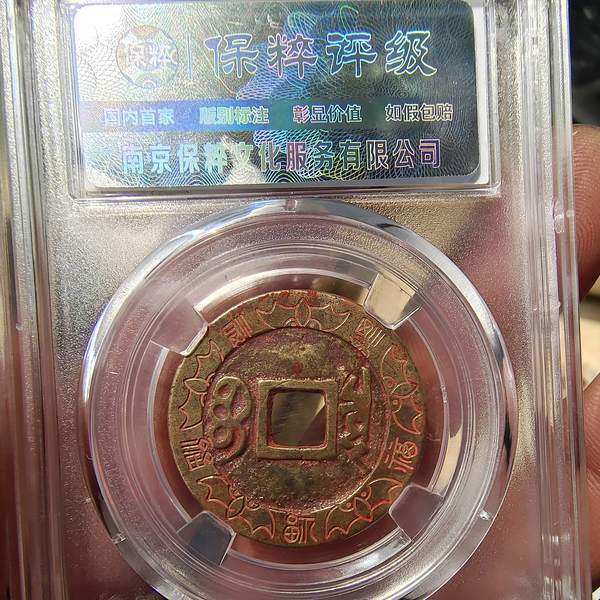 保粹 保粹评级
国内首家 版别标注 彰显价值 如假包赔
南京保粹文化服务有限公司
福